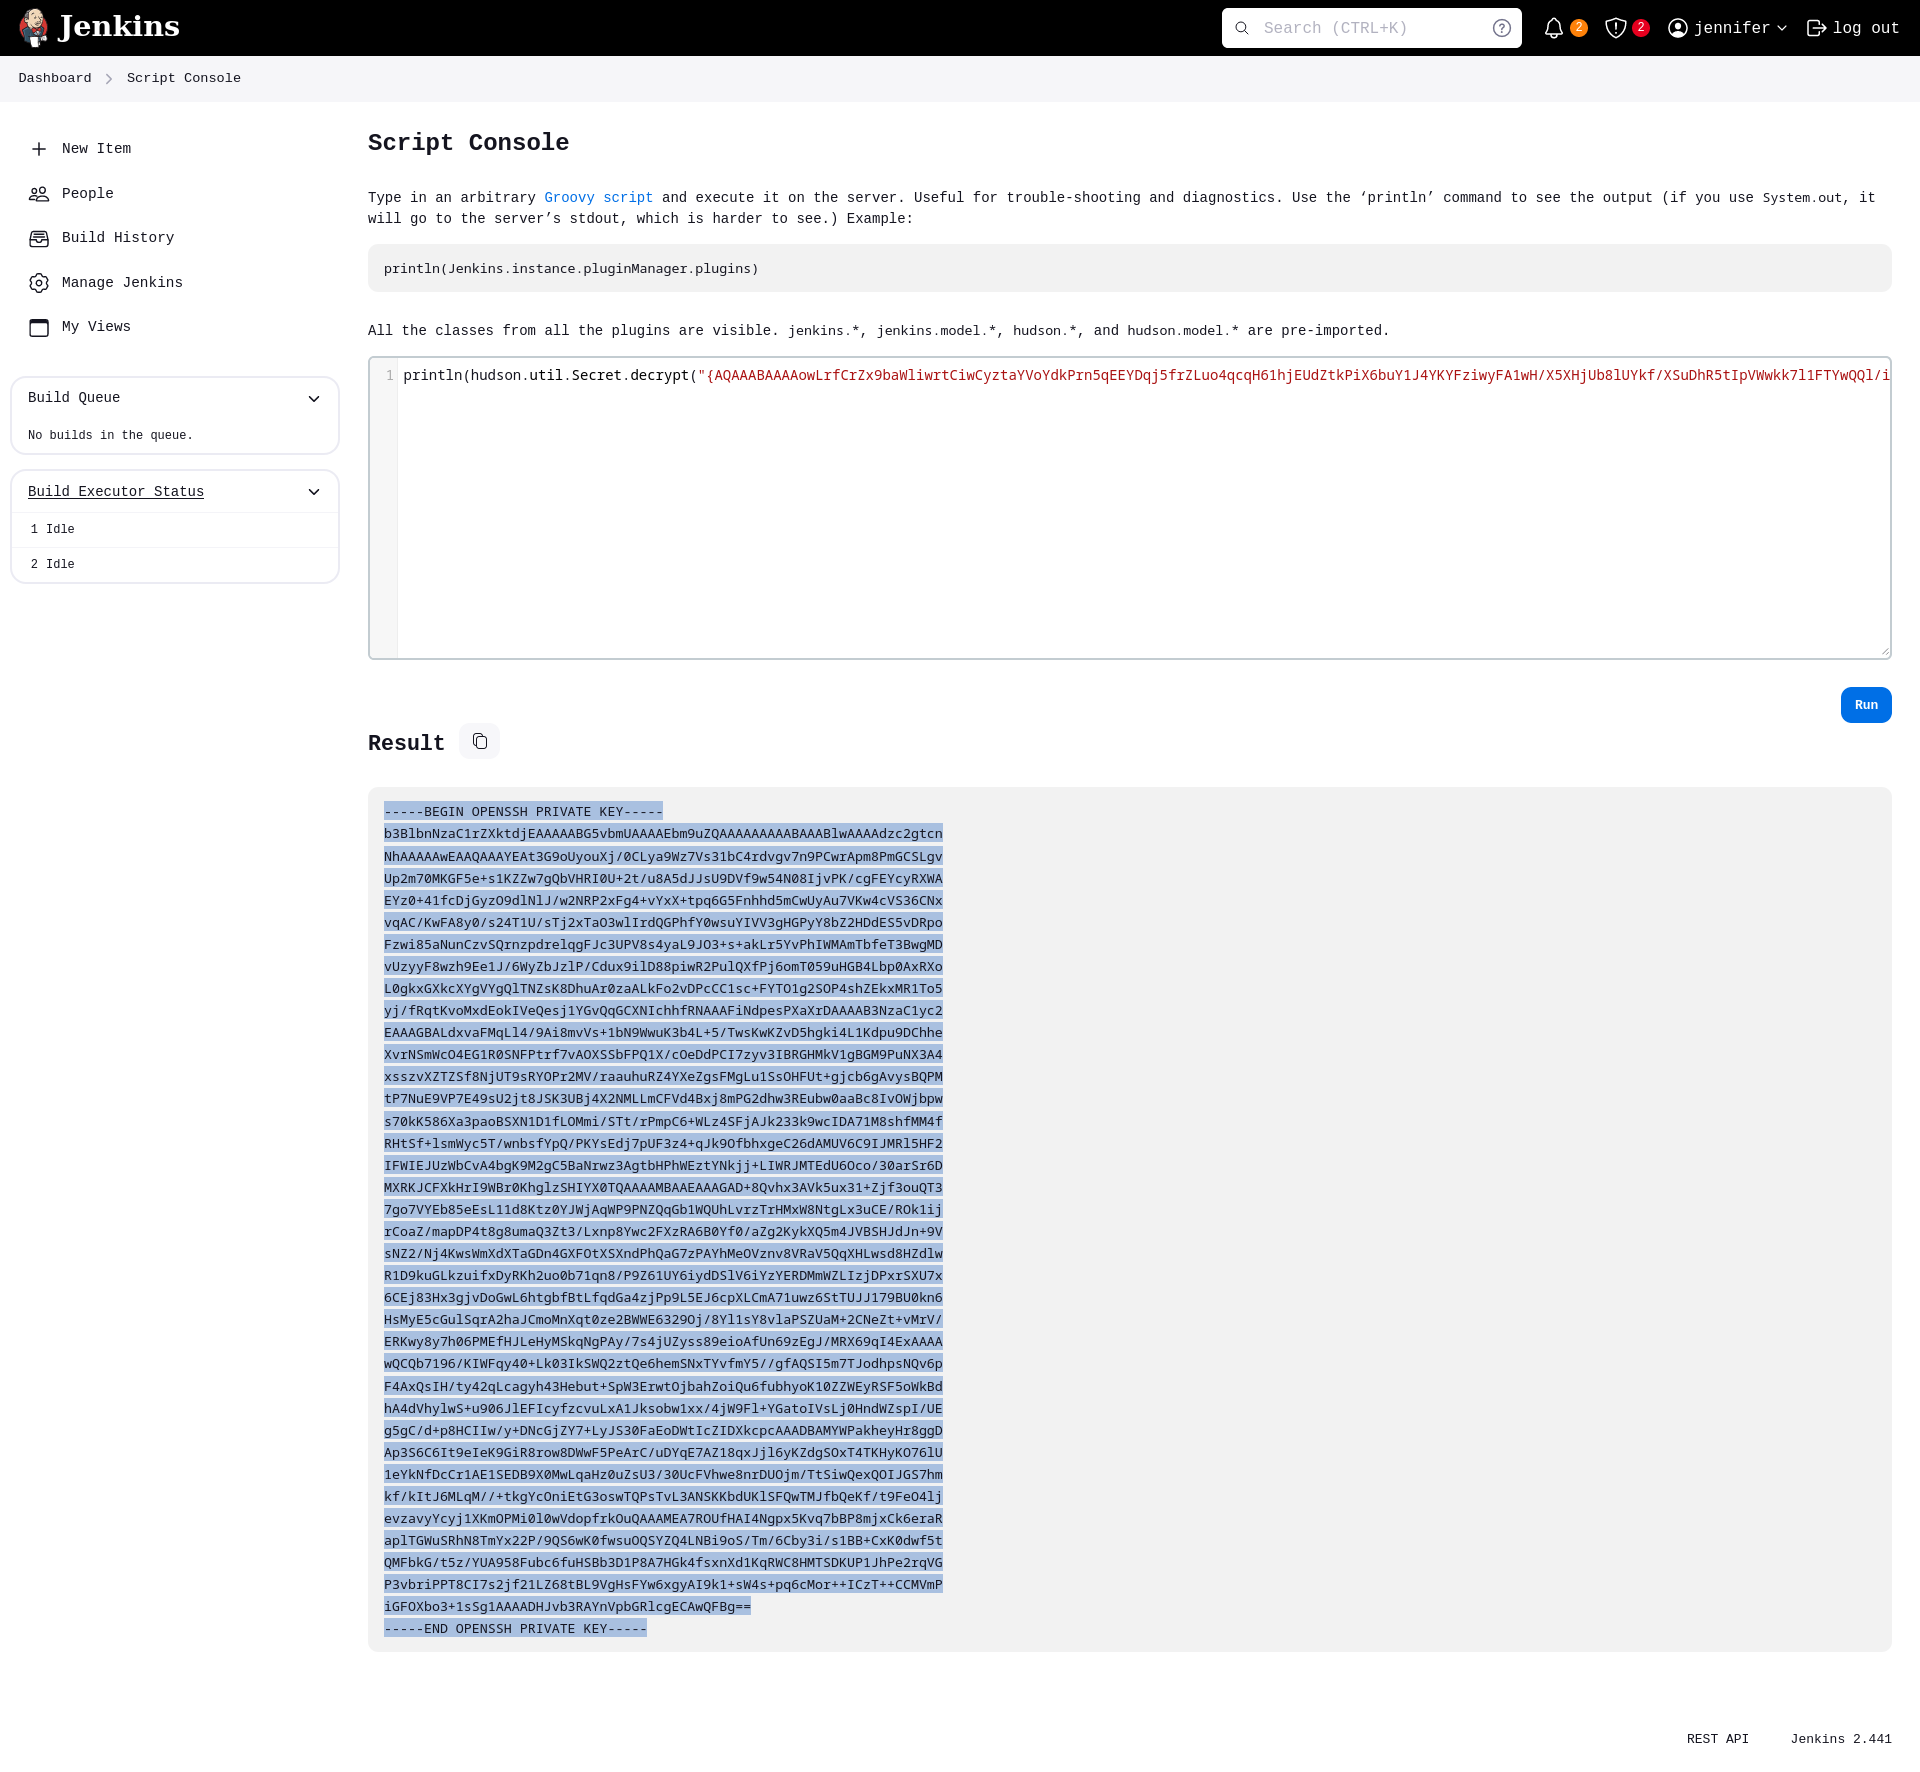 Jenkins
Search (CTRL+K)
2
2
jennifer
log out
Dashboard
Script Console
New Item
People
Build History
Manage Jenkins
My Views
Build Queue
No builds in the queue.
Build Executor Status
1 Idle
2 Idle
Script Console
Type in an arbitrary Groovy script and execute it on the server. Useful for trouble-shooting and diagnostics. Use the ‘println’ command to see the output (if you use System.out, it
will go to the server’s stdout, which is harder to see.) Example:
println(Jenkins.instance.pluginManager.plugins)
All the classes from all the plugins are visible. jenkins.*, jenkins.model.*, hudson.*, and hudson.model.* are pre-imported.
1 println(hudson.util.Secret.decrypt("{AQAAABAAAAowLrfCrZx9baWliwrtCiwCyztaYVoYdkPrn5qEEYDqj5frZLuo4qcqH61hjEUdZtkPiX6buY1J4YKYFziwyFA1wH/X5XHjUb8lUYkf/XSuDhR5tIpVWwkk7l1FTYwQQl/i
Run
Result
-----BEGIN OPENSSH PRIVATE KEY-----
b3BlbnNzaC1rZXktdjEAAAAABG5vbmUAAAAEbm9uZQAAAAAAAAABAAABlwAAAAdzc2gtcn
NhAAAAAwEAAQAAAYEAt3G9oUyouXj/0CLya9Wz7Vs31bC4rdvgv7n9PCwrApm8PmGCSLgv
Up2m70MKGF5e+s1KZZw7gQbVHRI0U+2t/u8A5dJJsU9DVf9w54N08IjvPK/cgFEYcyRXWA
EYz0+41fcDjGyzO9dlNlJ/w2NRP2xFg4+vYxX+tpq6G5Fnhhd5mCwUyAu7VKw4cVS36CNx
vqAC/KwFA8y0/s24T1U/sTj2xTaO3wlIrdQGPhfY0wsuYIVV3gHGPyY8bZ2HDdES5vDRpo
Fzwi85aNunCzvSQrnzpdrelqgFJc3UPV8s4yaL9JO3+s+akLr5YvPhIWMAmTbfeT3BwgMD
vUzyyF8wzh9Ee1J/6WyZbJzlP/Cdux9ilD88piwR2PulQXfPj6omT059uHGB4Lbp0AxRXo
L0gkxGXkcXYgVYgQlTNZsK8DhuAr0zaALkFo2vDPcCC1sc+FYTO1g2SOP4shZEkxMR1To5
yj/fRqtKvoMxdEokIVeQesj1YGvQqGCXNIchhfRNAAAFiNdpesPXaXrDAAAAB3NzaC1yc2
EAAAGBALdxvaFMqLl4/9Ai8mvVs+1bN9WwuK3b4L+5/TwsKwKZvD5hgki4L1Kdpu9DChhe
XvrNSmWcO4EG1R0SNFPtrf7vAOXSSbFPQ1X/cOeDdPCI7zyv3IBRGHMkV1gBGM9PuNX3A4
xsszvXZTZSf8NjUT9sRYOPr2MV/raauhuRZ4YXeZgsFMgLu1SsOHFUt+gjcb6gAvysBQPM
tP7NuE9VP7E49sU2jt8JSK3UBj4X2NMLLmCFVd4Bxj8mPG2dhw3REubw0aaBc8IvOWjbpw
s70kK586Xa3paoBSXN1D1fLOMmi/STt/rPmpC6+WLz4SFjAJk233k9wcIDA71M8shfMM4f
RHtSf+lsmWyc5T/wnbsfYpQ/PKYsEdj7pUF3z4+qJk9OfbhxgeC26dAMUV6C9IJMRl5HF2
IFWIEJUzWbCvA4bgK9M2gC5BaNrwz3AgtbHPhWEztYNkjj+LIWRJMTEdU6Oco/30arSr6D
MXRKJCFXkHrI9WBr0KhglzSHIYX0TQAAAAMBAAEAAAGAD+8Qvhx3AVk5ux31+Zjf3ouQT3
7go7VYEb85eEsL11d8Ktz0YJWjAqWP9PNZQqGb1WQUhLvrzTrHMxW8NtgLx3uCE/ROk1ij
rCoaZ/mapDP4t8g8umaQ3Zt3/Lxnp8Ywc2FXzRA6B0Yf0/aZg2KykXQ5m4JVBSHJdJn+9V
sNZ2/Nj4KwsWmXdXTaGDn4GXFOtXSXndPhQaG7zPAYhMeOVznv8VRaV5QqXHLwsd8HZdlw
R1D9kuGLkzuifxDyRKh2uo0b71qn8/P9Z61UY6iydDSlV6iYzYERDMmWZLIzjDPxrSXU7x
6CEj83Hx3gjvDoGwL6htgbfBtLfqdGa4zjPp9L5EJ6cpXLCmA71uwz6StTUJJ179BU0kn6
HsMyE5cGulSqrA2haJCmoMnXqt0ze2BWWE6329Oj/8Yl1sY8vlaPSZUaM+2CNeZt+vMrV/
ERKwy8y7h06PMEfHJLeHyMSkqNgPAy/7s4jUZyss89eioAfUn69zEgJ/MRX69qI4ExAAAA
wQCQb7196/KIWFqy40+Lk03IkSWQ2ztQe6hemSNxTYvfmY5//gfAQSI5m7TJodhpsNQv6p
F4AxQsIH/ty42qLcagyh43Hebut+SpW3ErwtOjbahZoiQu6fubhyoK10ZZWEyRSF5oWkBd
hA4dVhylwS+u906JlEFIcyfzcvuLxA1Jksobw1xx/4jW9Fl+YGatoIVsLj0HndWZspI/UE
g5gC/d+p8HCIIw/y+DNcGjZY7+LyJS30FaEoDWtIcZIDXkcpcAAADBAMYWPakheyHr8ggD
Ap3S6C6It9eIeK9GiR8row8DWwF5PeArC/uDYqE7AZ18qxJjl6yKZdgSOxT4TKHyKO76lU
1eYkNfDcCr1AE1SEDB9X0MwLqaHz0uZsU3/30UcFVhwe8nrDUOjm/TtSiwQexQOIJGS7hm
kf/kItJ6MLqM//+tkgYcOniEtG3oswTQPsTvL3ANSKKbdUKlSFQwTMJfbQeKf/t9FeO4lj
evzavyYcyj1XKmOPMi0l0wVdopfrkOuQAAAMEA7ROUfHAI4Ngpx5Kvq7bBP8mjxCk6eraR
aplTGWuSRhN8TmYx22P/9QS6wK0fwsuOQSYZQ4LNBi9oS/Tm/6Cby3i/s1BB+CxK0dwf5t
QMFbkG/t5z/YUA958Fubc6fuHSBb3D1P8A7HGk4fsxnXd1KqRWC8HMTSDKUP1JhPe2rqVG
P3vbriPPT8CI7s2jf21LZ68tBL9VgHsFYw6xgyAI9k1+sW4s+pq6cMor++ICzT++CCMVmP
iGFOXbo3+1sSg1AAAADHJvb3RAYnVpbGRlcgECAwQFBg==
-----END OPENSSH PRIVATE KEY-----
REST API
Jenkins 2.441